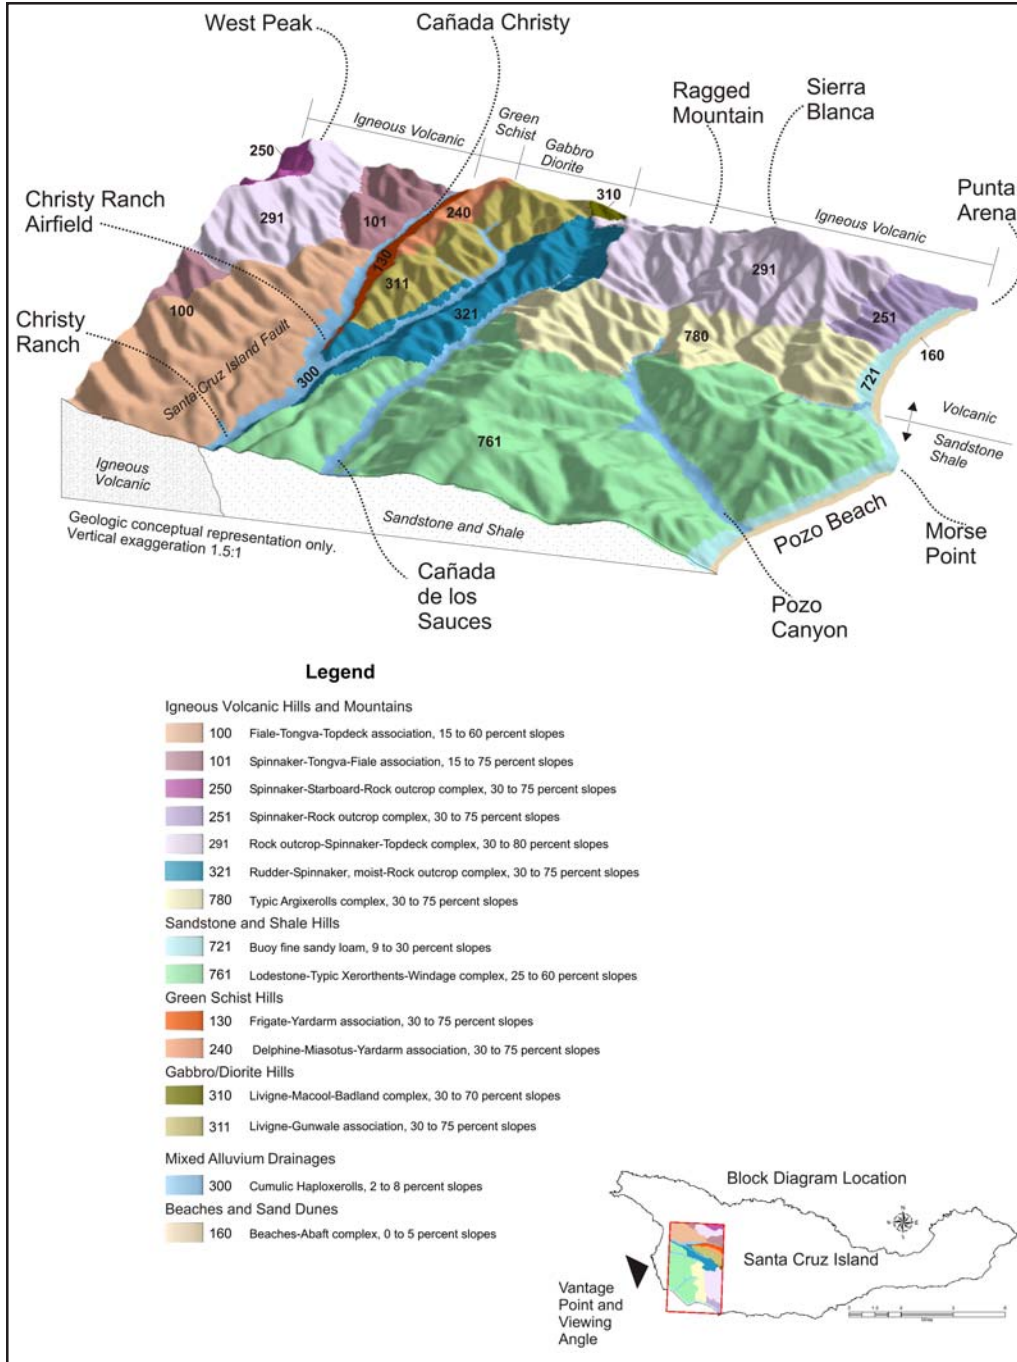 West Peak
Cañada Christy
Ragged
Mountain
Sierra
Blanca
Punta
Arena
Igneous Volcanic
Green
Schist
Gabbro
Diorite
Igneous Volcanic
250
291
101
240
310
130
311
100
321
291
251
780
160
721
300
761
Christy Ranch
Airfield
Christy
Ranch
Santa Cruz Island Fault
Igneous
Volcanic
Sandstone and Shale
Volcanic
Sandstone
Shale
Geologic conceptual representation only.
Vertical exaggeration 1.5:1
Cañada
de los
Sauces
Pozo Beach
Pozo
Canyon
Morse
Point
Legend
Igneous Volcanic Hills and Mountains
100 Fiale-Tongva-Topdeck association, 15 to 60 percent slopes
101 Spinnaker-Tongva-Fiale association, 15 to 75 percent slopes
250 Spinnaker-Starboard-Rock outcrop complex, 30 to 75 percent slopes
251 Spinnaker-Rock outcrop complex, 30 to 75 percent slopes
291 Rock outcrop-Spinnaker-Topdeck complex, 30 to 80 percent slopes
321 Rudder-Spinnaker, moist-Rock outcrop complex, 30 to 75 percent slopes
780 Typic Argixerolls complex, 30 to 75 percent slopes
Sandstone and Shale Hills
721 Buoy fine sandy loam, 9 to 30 percent slopes
761 Lodestone-Typic Xerorthents-Windage complex, 25 to 60 percent slopes
Green Schist Hills
130 Frigate-Yardarm association, 30 to 75 percent slopes
240 Delphine-Miasotus-Yardarm association, 30 to 75 percent slopes
Gabbro/Diorite Hills
310 Livigne-Macool-Badland complex, 30 to 70 percent slopes
311 Livigne-Gunwale association, 30 to 75 percent slopes
Mixed Alluvium Drainages
300 Cumulic Haploxerolls, 2 to 8 percent slopes
Beaches and Sand Dunes
160 Beaches-Abaft complex, 0 to 5 percent slopes
Block Diagram Location
N
W E
S
Santa Cruz Island
Vantage
Point and
Viewing
Angle